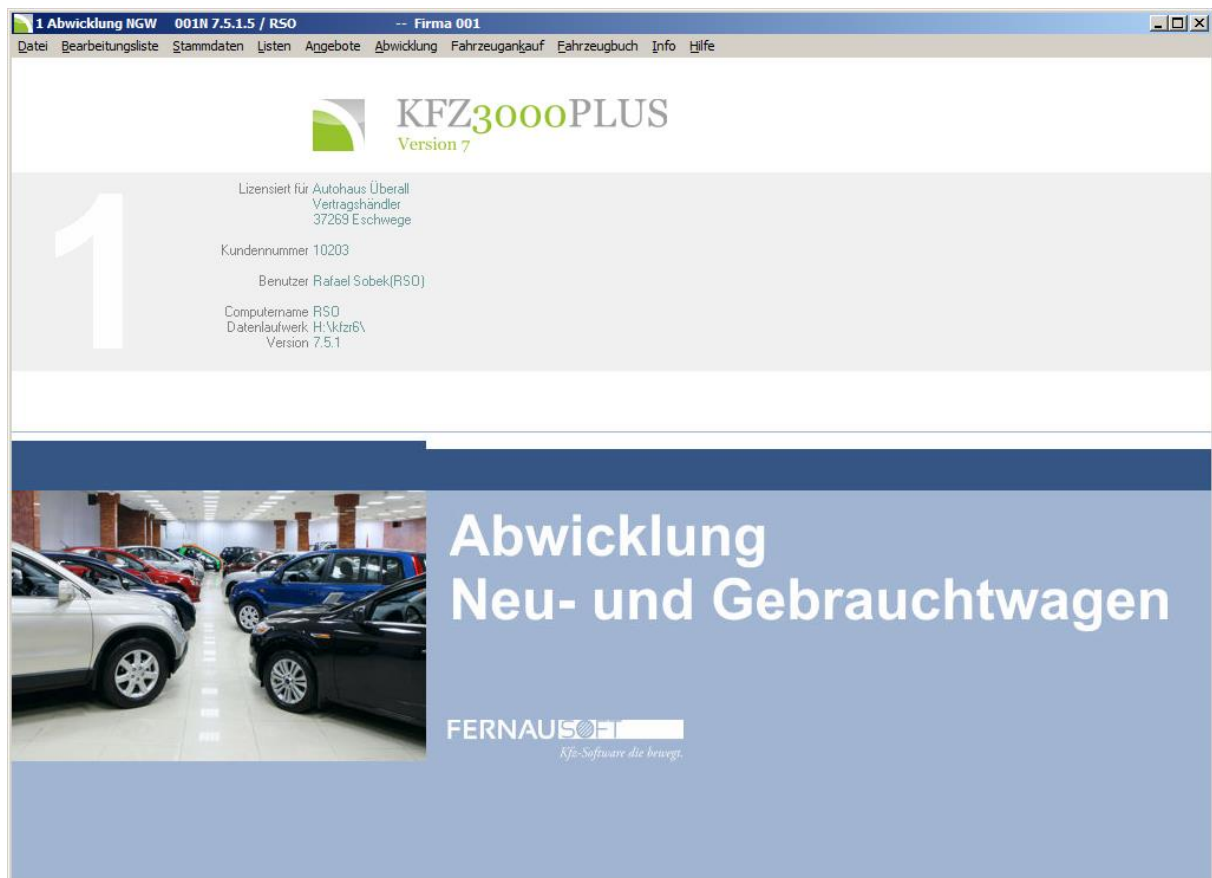 1 Abwicklung NGW 001N 7.5.1.5 / RSO -- Firma 001
Datei Bearbeitungsliste Stammdaten Listen Angebote Abwicklung Fahrzeugankauf Fahrzeugbuch Info Hilfe
KFZ3000PLUS
Version 7
1
Lizensiert für Autohaus Überall
Vertragshändler
37269 Eschwege
Kundennummer 10203
Benutzer Rafael Sobek(RSO)
Computername RSO
Datenlaufwerk H:\kfzr6\
Version 7.5.1
Abwicklung
Neu- und Gebrauchtwagen
FERNAUSOFT
Kfz-Software die bewegt.